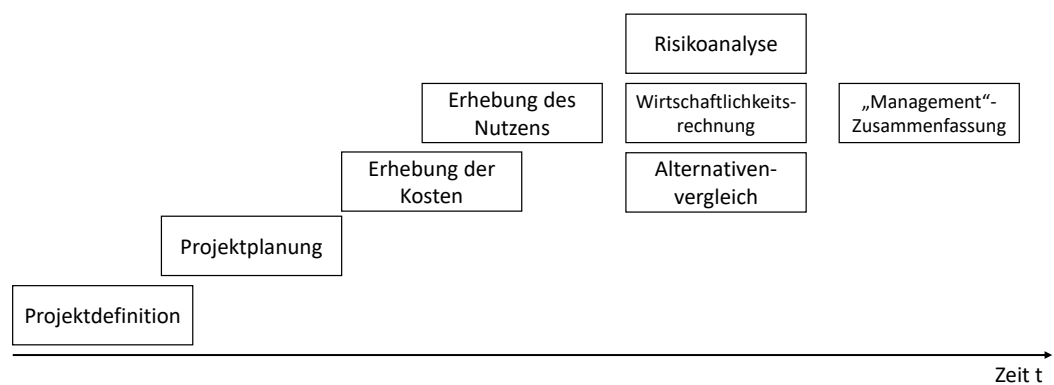 Risikoanalyse
Erhebung des
Nutzens
Wirtschaftlichkeits-
rechnung
„Management“-
Zusammenfassung
Erhebung der
Kosten
Alternativen-
vergleich
Projektplanung
Projektdefinition
Zeit t